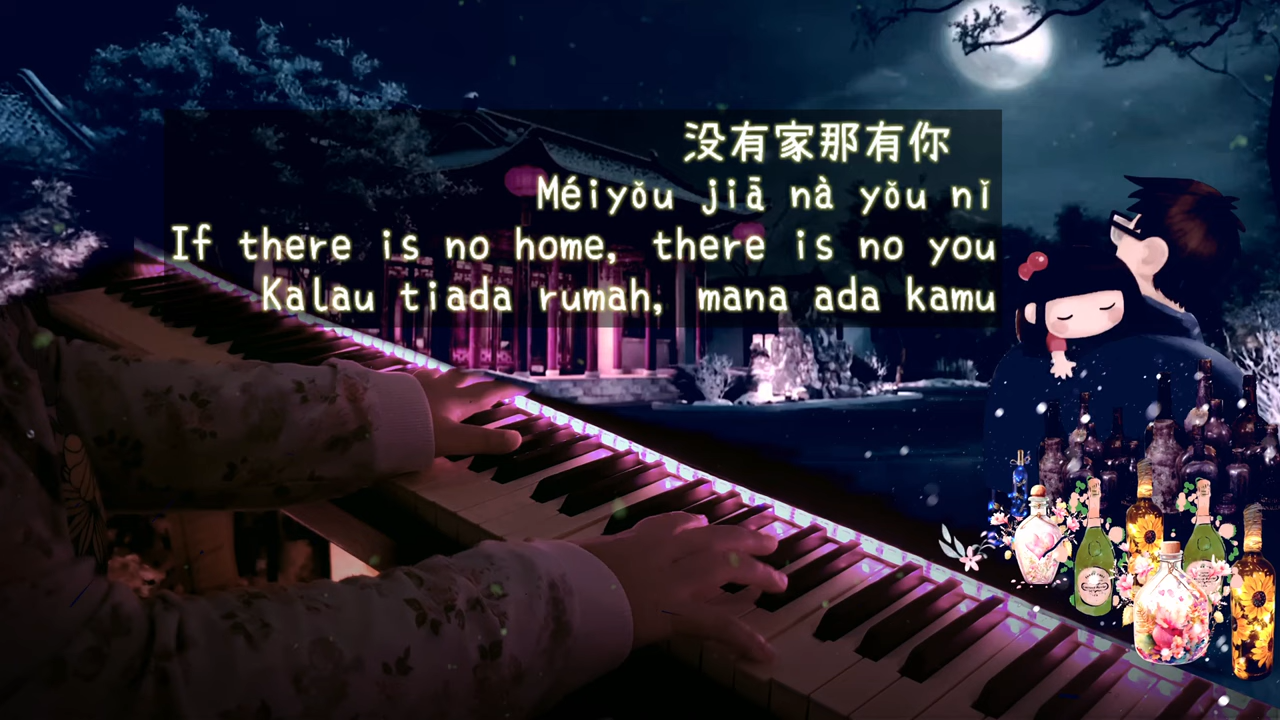 没有家那有你
Méiyǒu jiā nà yǒu nǐ
If there is no home, there is no you
Kalau tiada rumah, mana ada kamu